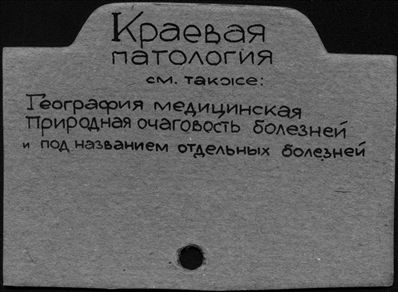 Краевая
патология
см. также:
География медицинская
Природная очаговость болезней
и под названием отдельных болезней